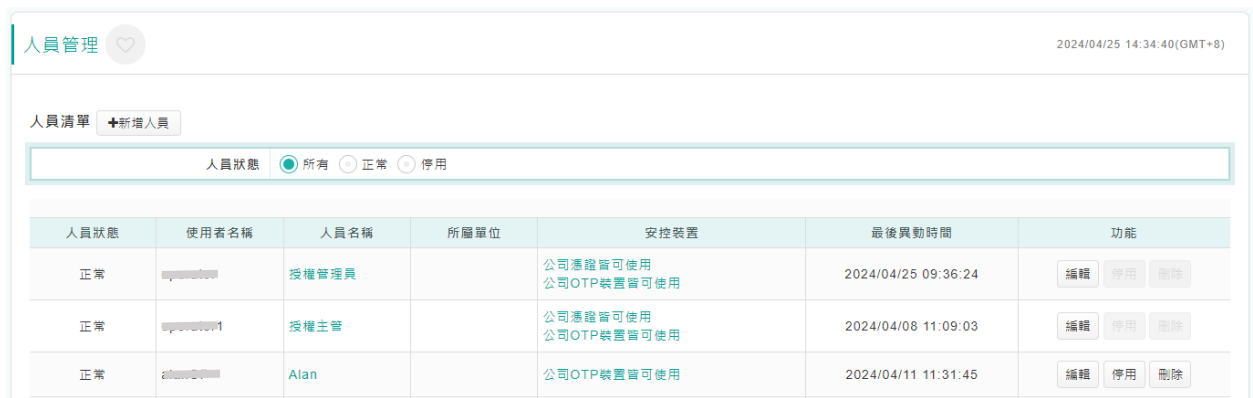 人員管理
2024/04/25 14:34:40(GMT+8)
人員清單 ✚新增人員
人員狀態 所有 正常 停用
人員狀態 使用者名稱 人員名稱 所屬單位 安控裝置 最後異動時間 功能
正常 授權管理員 公司憑證皆可使用 2024/04/25 09:36:24 編輯 停用 刪除
公司OTP裝置皆可使用
正常 授權主管 公司憑證皆可使用 2024/04/08 11:09:03 編輯 停用 刪除
公司OTP裝置皆可使用
正常 Alan 公司OTP裝置皆可使用 2024/04/11 11:31:45 編輯 停用 刪除